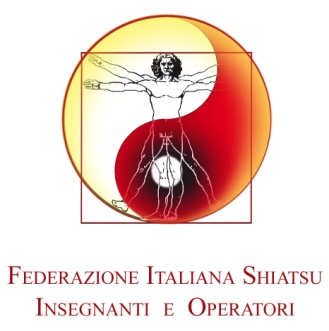 Federazione Italiana Shiatsu
Insegnanti e Operatori